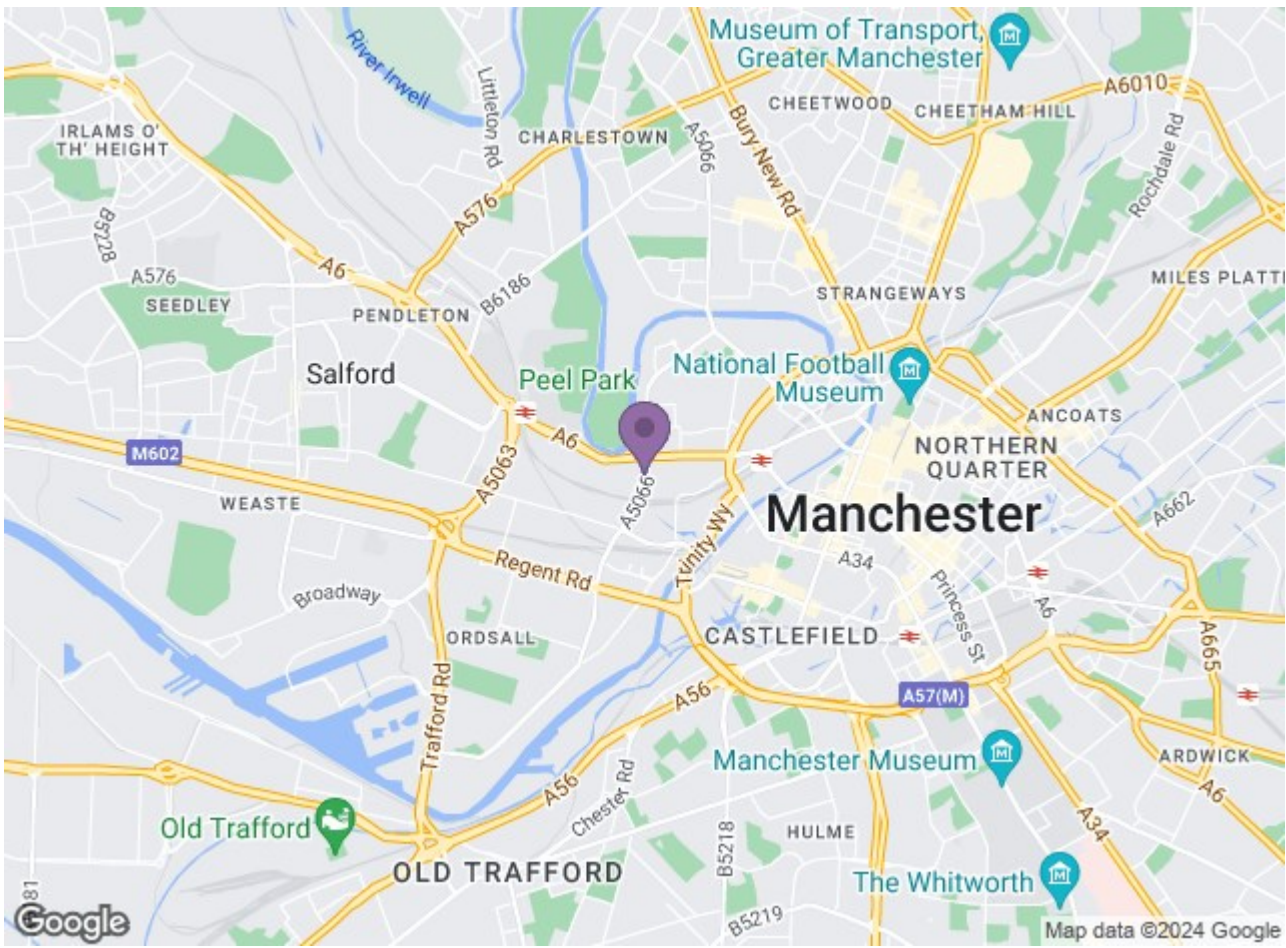 Museum of Transport,
Greater Manchester
River Irwell
Littleton Rd
CHEETWOOD
A6010
CHEETHAM HILL
IRLAMS O'
TH' HEIGHT
CHARLESTOWN
A5066
Bury New Rd
Rochdale Rd
A576
B5228
A6
A576
SEEDLEY
B6186
MILES PLATTI
STRANGEWAYS
PENDLETON
Salford
Peel Park
National Football
Museum
ANCOATS
A6
NORTHERN
QUARTER
M602
A5063
A5066
WEASTE
Manchester
A662
Trinity Wy
A34
Regent Rd
Princess St
A6
Broadway
ORDSALL
CASTLEFIELD
A665
Trafford Rd
A56
A57(M)
Manchester Museum
ARDWICK
A56
Chester Rd
A6
Old Trafford
B5218
HULME
A34
OLD TRAFFORD
The Whitworth
B5219
Google
Map data ©2024 Google